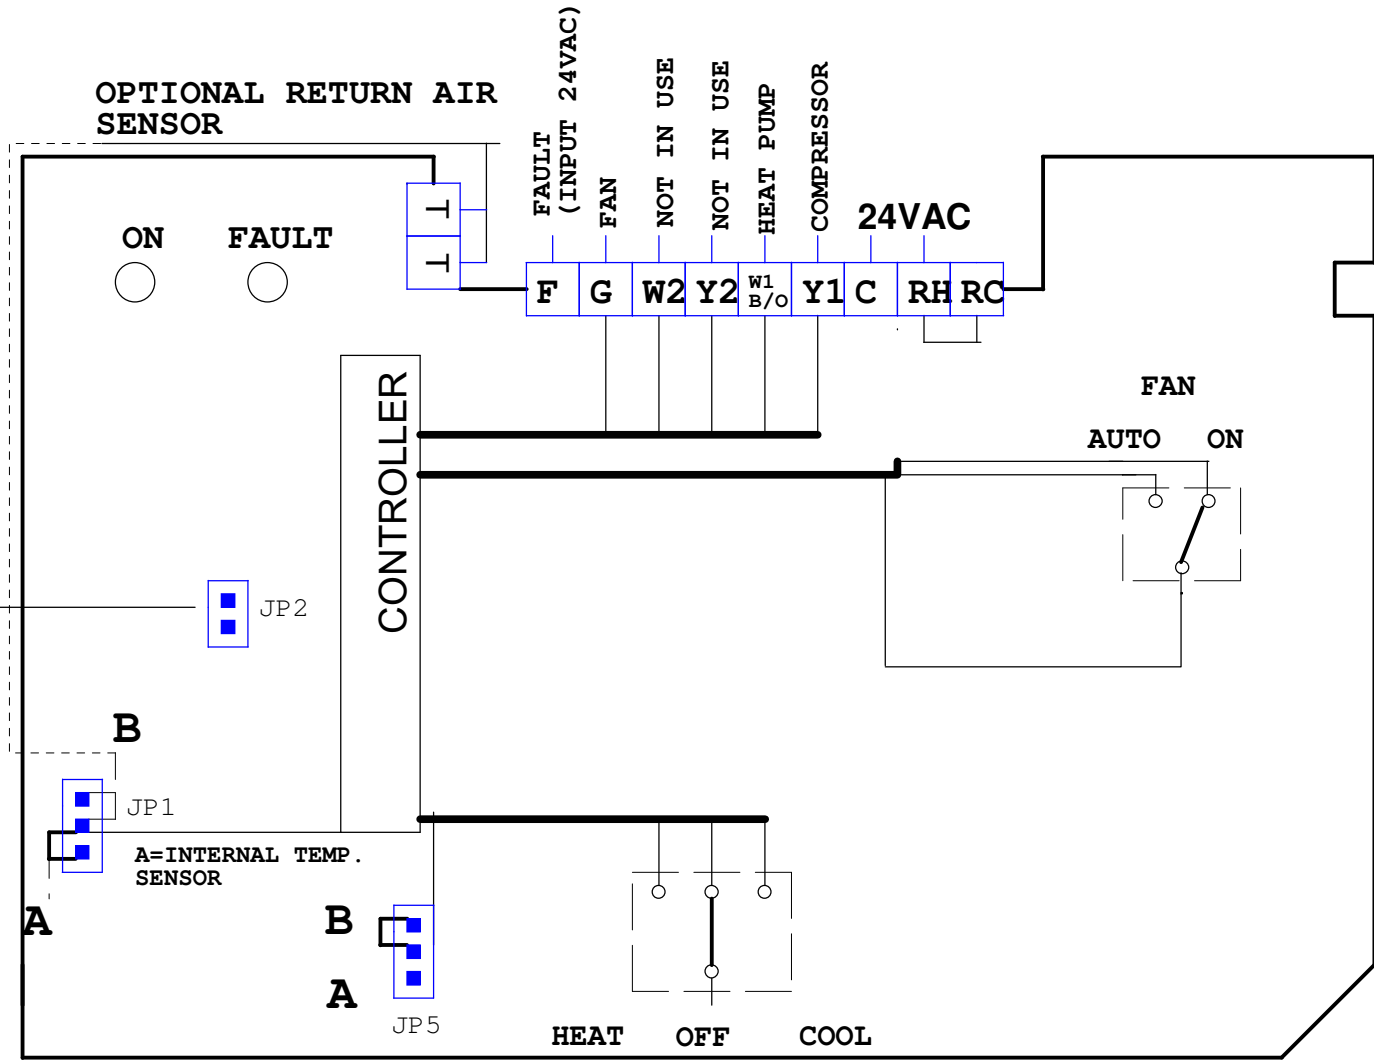 OPTIONAL RETURN AIR
SENSOR
FAULT
(INPUT 24VAC)
FAN
NOT IN USE
NOT IN USE
HEAT PUMP
COMPRESSOR
24VAC
ON
FAULT
T
T
F
G
W2
Y2
W1
B/O
Y1
C
RH
RC
FAN
AUTO
ON
CONTROLLER
JP2
B
JP1
A=INTERNAL TEMP.
SENSOR
A
B
A
JP5
HEAT
OFF
COOL